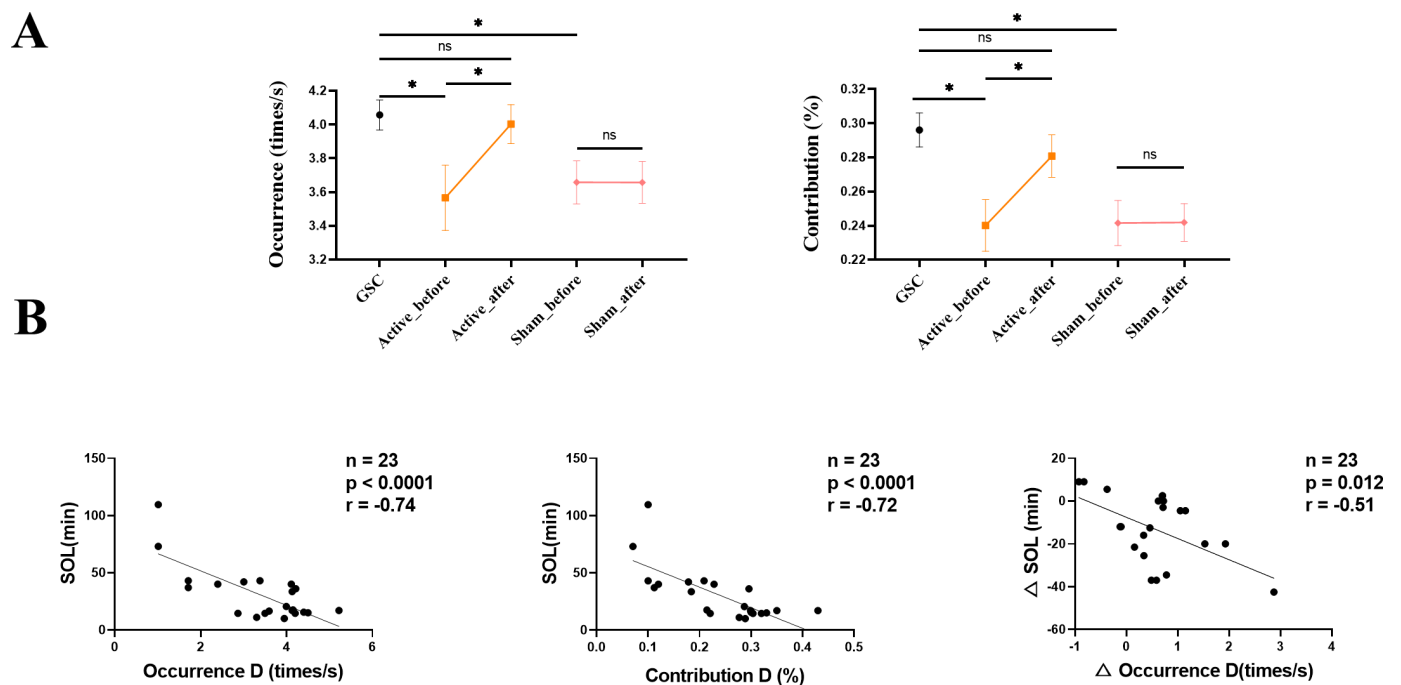 A
*
ns
*
*
ns
Occurrence (times/s)
4.2
4.0
3.8
3.6
3.4
3.2
GSC
Active_before
Active_after
Sham_before
Sham_after
*
ns
*
*
ns
Contribution (%)
0.32
0.30
0.28
0.26
0.24
0.22
GSC
Active_before
Active_after
Sham_before
Sham_after
B
n = 23
p < 0.0001
r = -0.74
SOL(min)
150
100
50
0
0 2 4 6
Occurrence D (times/s)
n = 23
p < 0.0001
r = -0.72
SOL(min)
150
100
50
0
0.0 0.1 0.2 0.3 0.4 0.5
Contribution D (%)
n = 23
p = 0.012
r = -0.51
△ SOL (min)
20
0
-20
-40
-60
-1 0 1 2 3 4
△ Occurrence D(times/s)